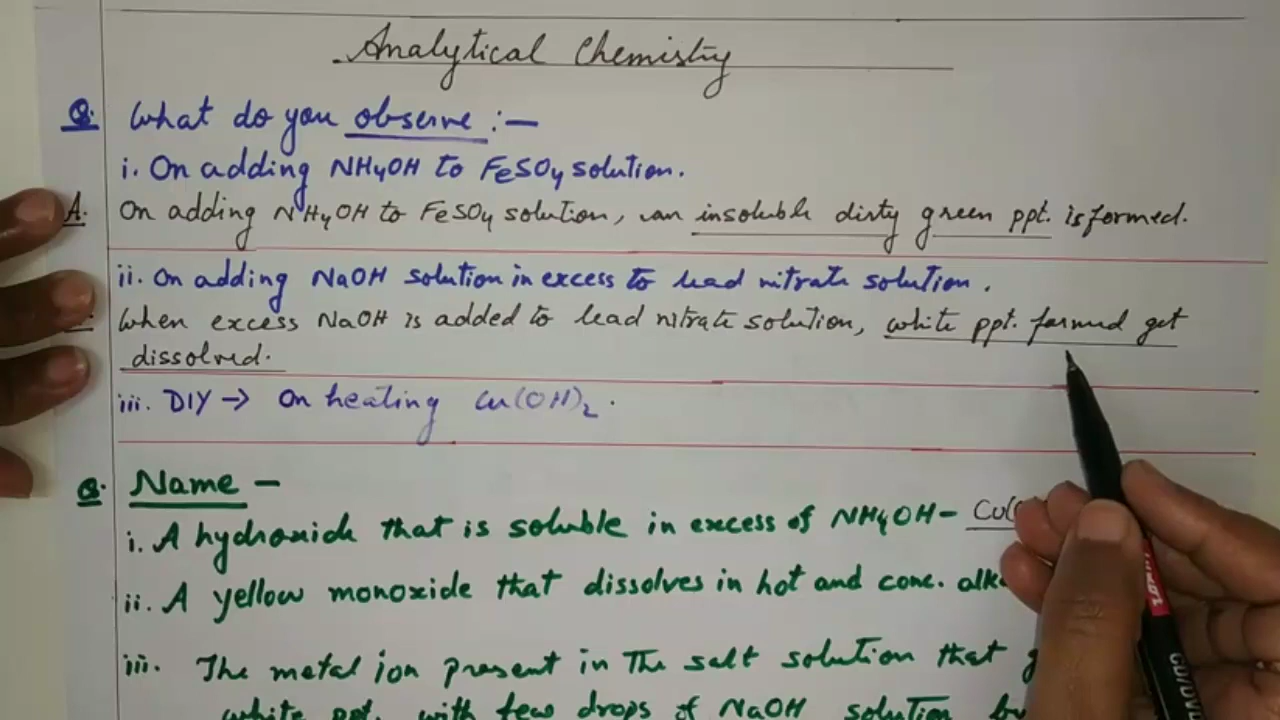 Analytical Chemistry
Q. What do you observe :-
i. On adding NH4OH to FeSO4 solution.
A. On adding NH4OH to FeSO4 solution, an insoluble dirty green ppt. is formed.
ii. On adding NaOH solution in excess to lead nitrate solution.
When excess NaOH is added to lead nitrate solution, white ppt. formed get
dissolved.
iii. DIY → On heating Cu(OH)2.
Q. Name -
i. A hydroxide that is soluble in excess of NH4OH-
ii. A yellow monoxide that dissolves in hot and conc.
iii. The metal ion present in the salt solution that
white ppt. with few drops of NaOH solution